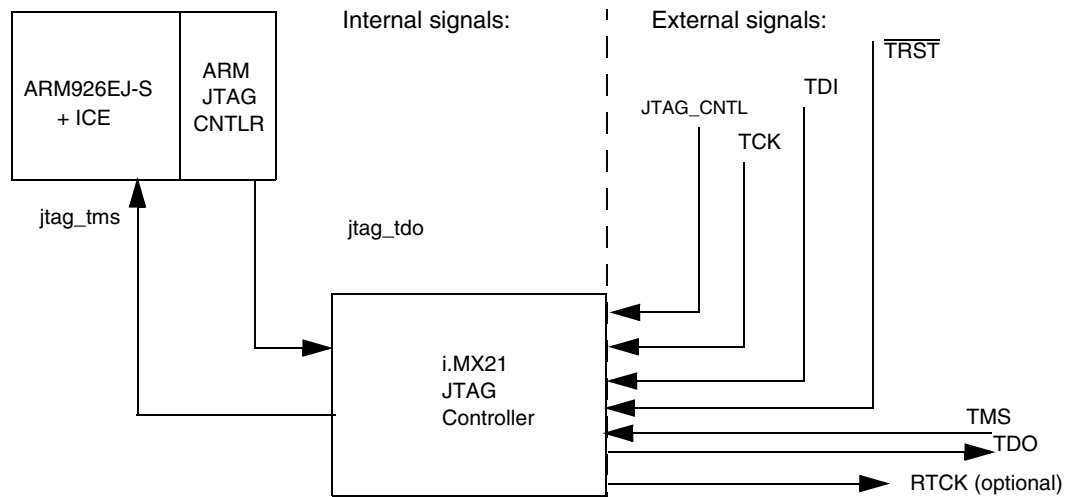 Internal signals:
External signals:
TRST
ARM926EJ-S
+ ICE
ARM
JTAG
CNTLR
TDI
JTAG_CNTL
TCK
jtag_tms
jtag_tdo
i.MX21
JTAG
Controller
TMS
TDO
RTCK (optional)